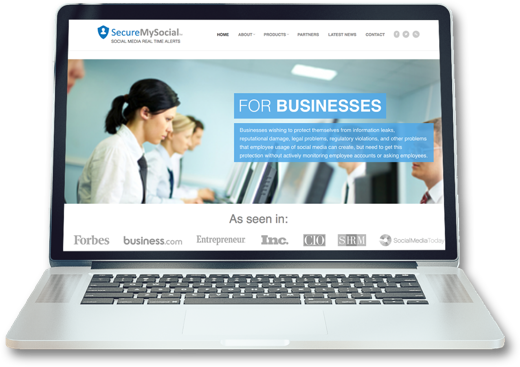 SecureMySocial™
SOCIAL MEDIA REAL TIME ALERTS
HOME ABOUT PRODUCTS PARTNERS LATEST NEWS CONTACT
FOR BUSINESSES
Businesses wishing to protect themselves from information leaks,
reputational damage, legal problems, regulatory violations, and other problems
that employee usage of social media can create, but need to get this
protection without actively monitoring employee accounts or asking employees.
As seen in:
Forbes business.com Entrepreneur Inc. CIO SHRM SocialMediaToday